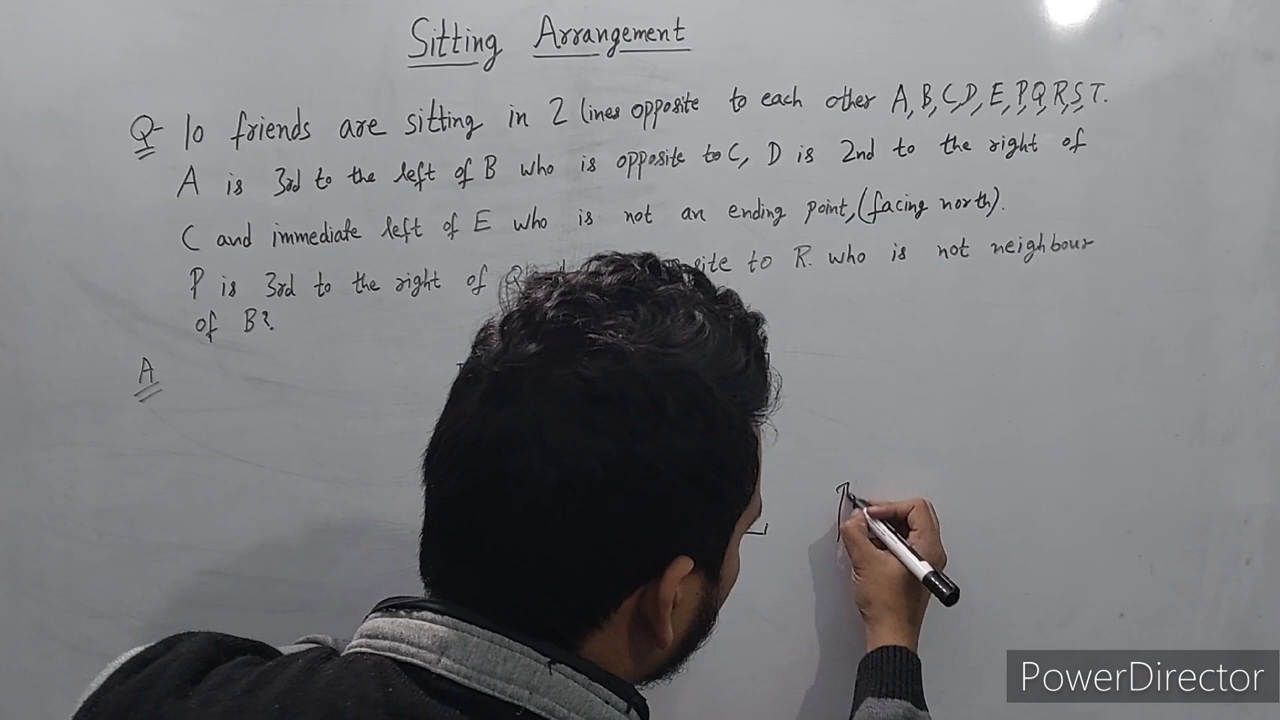 Sitting Arrangement
Q- 10 friends are sitting in 2 lines opposite to each other A, B, C, D, E, P, Q, R, S, T.
A is 3rd to the left of B who is opposite to C, D is 2nd to the right of
C and immediate left of E who is not an ending point, (facing north).
P is 3rd to the right of Q to R. who is not neighbour
of B?
A
PowerDirector